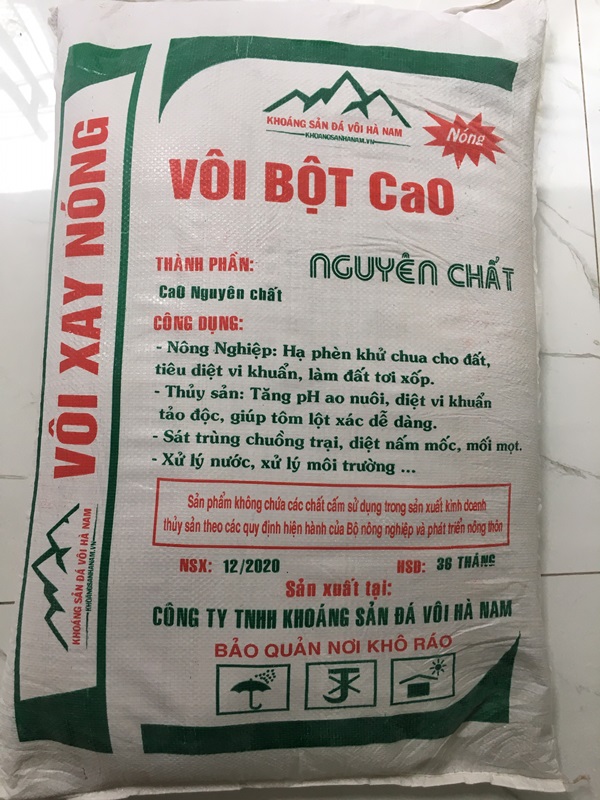 VÔI XAY NÓNG
KHOÁNG SẢN ĐÁ VÔI HÀ NAM
KHOANGSANHANAM.VN
KHOÁNG SẢN ĐÁ VÔI HÀ NAM
KHOANGSANHANAM.VN
Nóng
VÔI BỘT CaO
NGUYÊN CHẤT
THÀNH PHẦN:
CaO Nguyên chất
CÔNG DỤNG:
- Nông Nghiệp: Hạ phèn khử chua cho đất,
tiêu diệt vi khuẩn, làm đất tơi xốp.
- Thủy sản: Tăng pH ao nuôi, diệt vi khuẩn
tảo độc, giúp tôm lột xác dễ dàng.
- Sát trùng chuồng trại, diệt nấm mốc, mối mọt.
- Xử lý nước, xử lý môi trường ...
Sản phẩm không chứa các chất cấm sử dụng trong sản xuất kinh doanh
thủy sản theo các quy định hiện hành của Bộ nông nghiệp và phát triển nông thôn
NSX: 12/2020 HSD: 36 THÁNG
Sản xuất tại:
CÔNG TY TNHH KHOÁNG SẢN ĐÁ VÔI HÀ NAM
BẢO QUẢN NƠI KHÔ RÁO